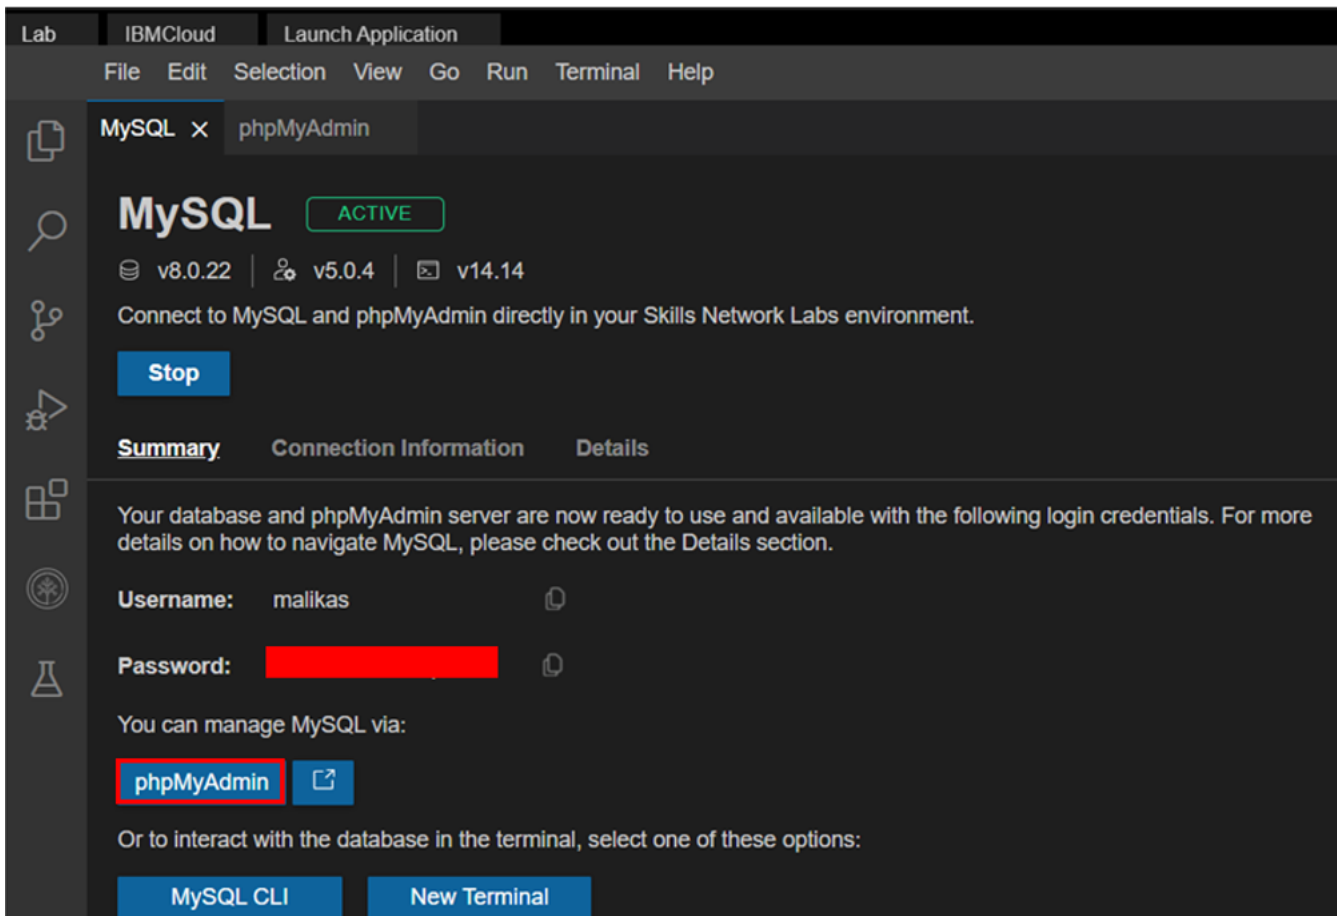 Lab IBMCloud Launch Application
File Edit Selection View Go Run Terminal Help
MySQL phpMyAdmin
MySQL ACTIVE
v8.0.22 v5.0.4 v14.14
Connect to MySQL and phpMyAdmin directly in your Skills Network Labs environment.
Stop
Summary Connection Information Details
Your database and phpMyAdmin server are now ready to use and available with the following login credentials. For more
details on how to navigate MySQL, please check out the Details section.
Username: malikas
Password:
You can manage MySQL via:
phpMyAdmin
Or to interact with the database in the terminal, select one of these options:
MySQL CLI New Terminal